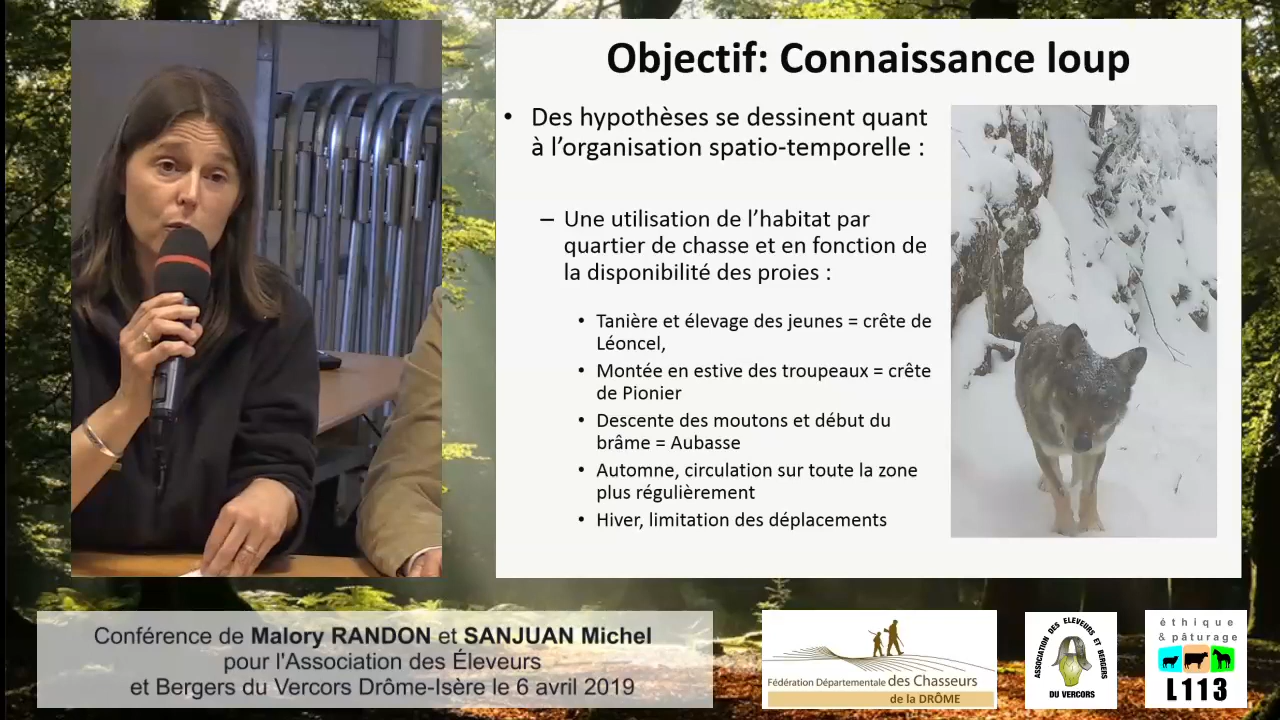 Objectif: Connaissance loup
• Des hypothèses se dessinent quant
à l’organisation spatio-temporelle :
– Une utilisation de l’habitat par
quartier de chasse et en fonction de
la disponibilité des proies :
• Tanière et élevage des jeunes = crête de
Léoncel,
• Montée en estive des troupeaux = crête
de Pionier
• Descente des moutons et début du
brâme = Aubasse
• Automne, circulation sur toute la zone
plus régulièrement
• Hiver, limitation des déplacements
Conférence de Malory RANDON et SANJUAN Michel
pour l'Association des Éleveurs
et Bergers du Vercors Drôme-Isère le 6 avril 2019
Fédération Départementale des Chasseurs
de la DRÔME
ASSOCIATION DES ELEVEURS ET BERGERS
DU VERCORS
éthique
& pâturage
L113